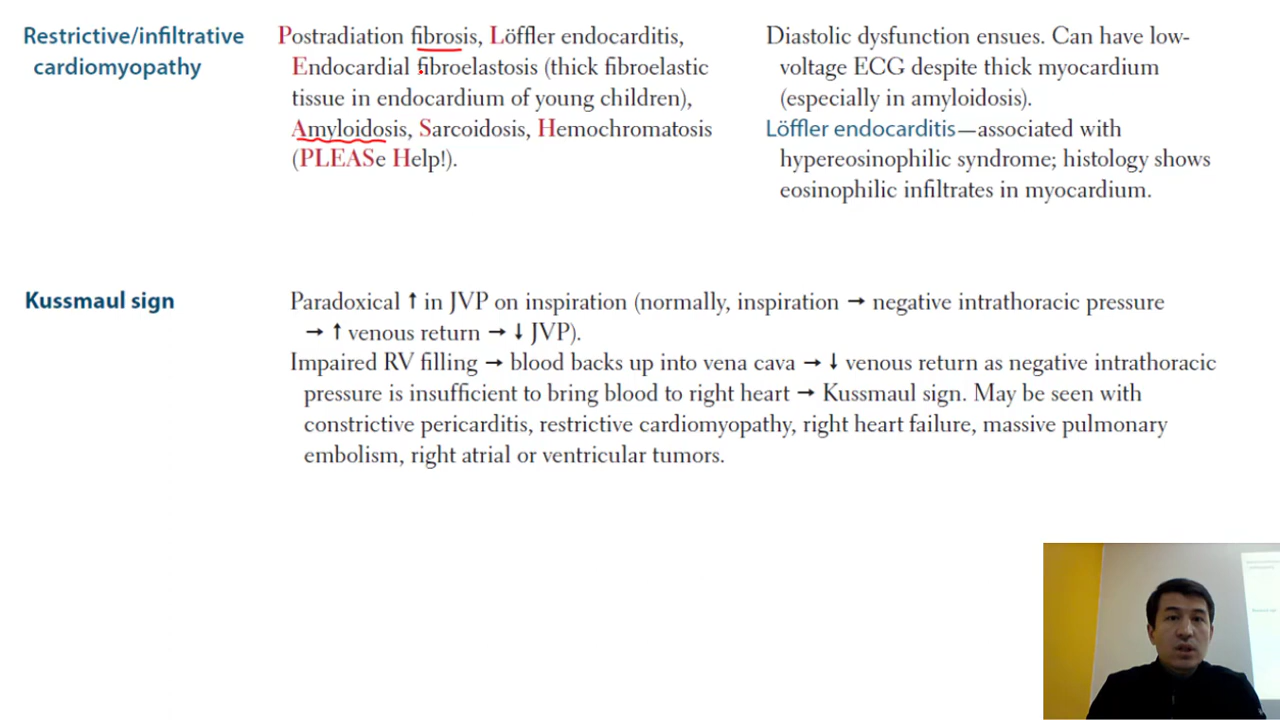 Restrictive/infiltrative
cardiomyopathy
Postradiation fibrosis, Löffler endocarditis,
Endocardial fibroelastosis (thick fibroelastic
tissue in endocardium of young children),
Amyloidosis, Sarcoidosis, Hemochromatosis
(PLEASe Help!).
Diastolic dysfunction ensues. Can have low-
voltage ECG despite thick myocardium
(especially in amyloidosis).
Löffler endocarditis—associated with
hypereosinophilic syndrome; histology shows
eosinophilic infiltrates in myocardium.
Kussmaul sign
Paradoxical ↑ in JVP on inspiration (normally, inspiration → negative intrathoracic pressure
→ ↑ venous return → ↓ JVP).
Impaired RV filling → blood backs up into vena cava → ↓ venous return as negative intrathoracic
pressure is insufficient to bring blood to right heart → Kussmaul sign. May be seen with
constrictive pericarditis, restrictive cardiomyopathy, right heart failure, massive pulmonary
embolism, right atrial or ventricular tumors.